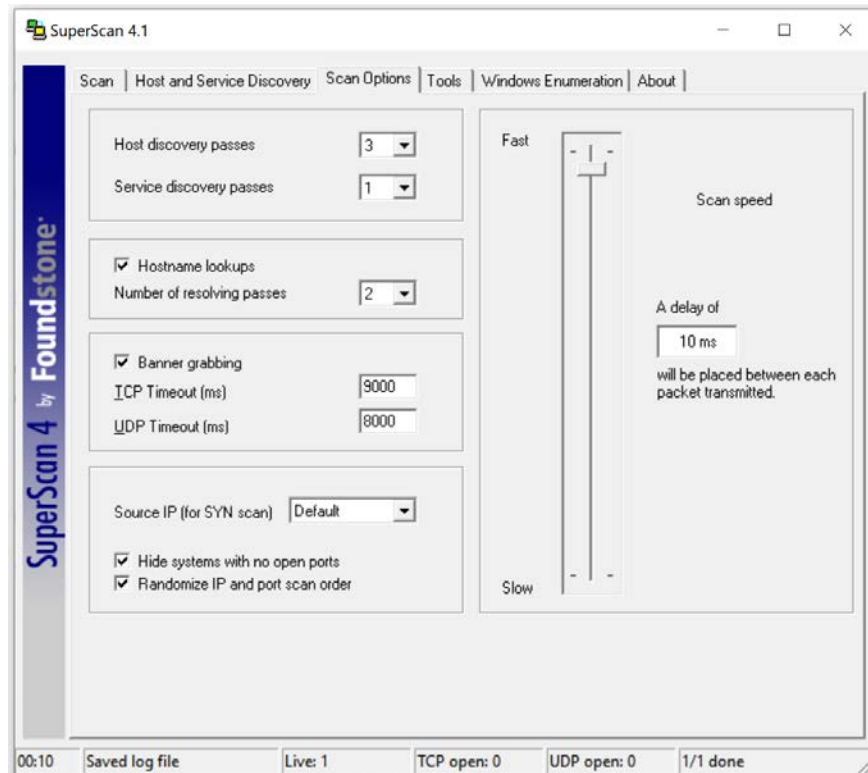 SuperScan 4.1
Scan
Host and Service Discovery
Scan Options
Tools
Windows Enumeration
About
SuperScan 4 by Foundstone
Host discovery passes
3
Service discovery passes
1
Hostname lookups
Number of resolving passes
2
Banner grabbing
TCP Timeout (ms)
9000
UDP Timeout (ms)
8000
Source IP (for SYN scan)
Default
Hide systems with no open ports
Randomize IP and port scan order
Fast
Slow
Scan speed
A delay of
10 ms
will be placed between each
packet transmitted.
00:10
Saved log file
Live: 1
TCP open: 0
UDP open: 0
1/1 done